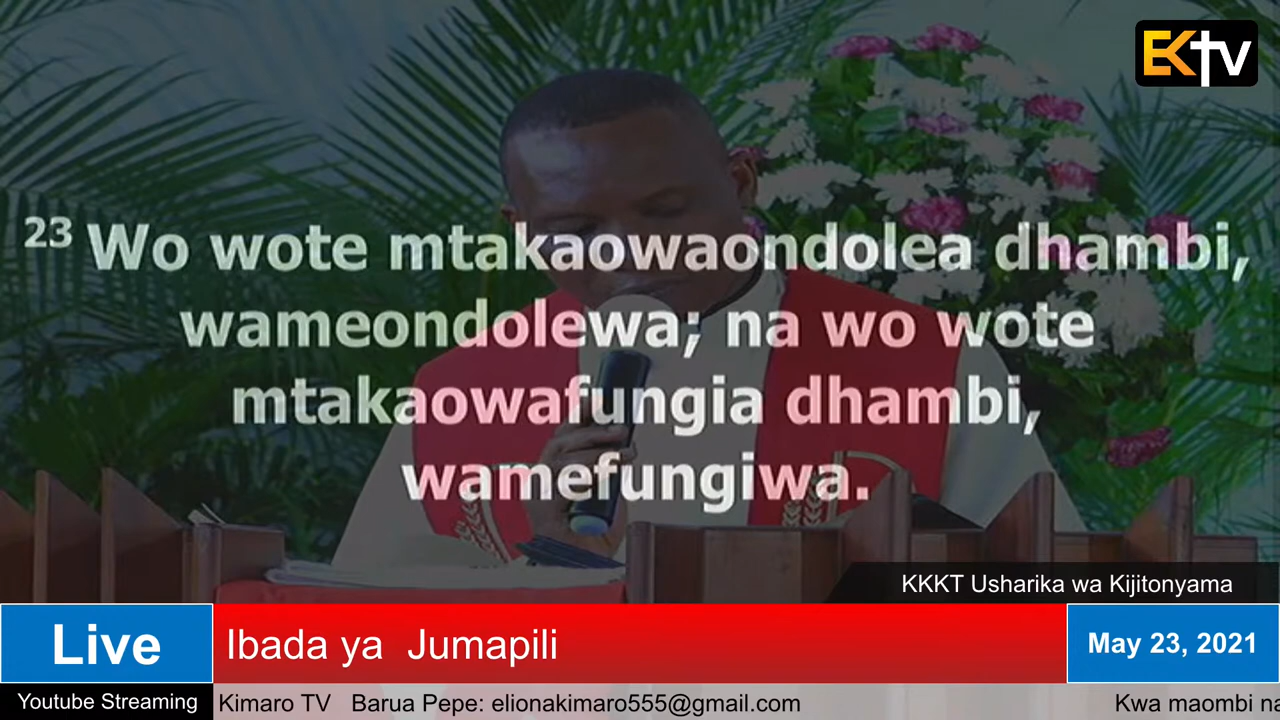 EKTV
23 Wo wote mtakaowaondolea dhambi,
wameondolewa; na wo wote
mtakaowafungia dhambi,
wamefungiwa.
KKKT Usharika wa Kijitonyama
Live Ibada ya Jumapili May 23, 2021
Youtube Streaming Kimaro TV Barua Pepe: elionakimaro555@gmail.com Kwa maombi na